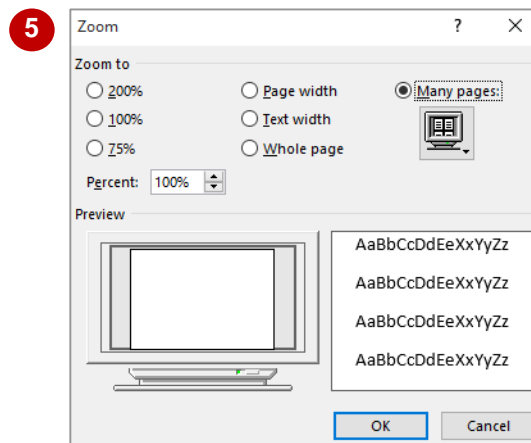 5
Zoom ? X
Zoom to
200% Page width Many pages:
100% Text width
75% Whole page
Percent: 100%
Preview
AaBbCcDdEeXxYyZz
AaBbCcDdEeXxYyZz
AaBbCcDdEeXxYyZz
AaBbCcDdEeXxYyZz
OK Cancel